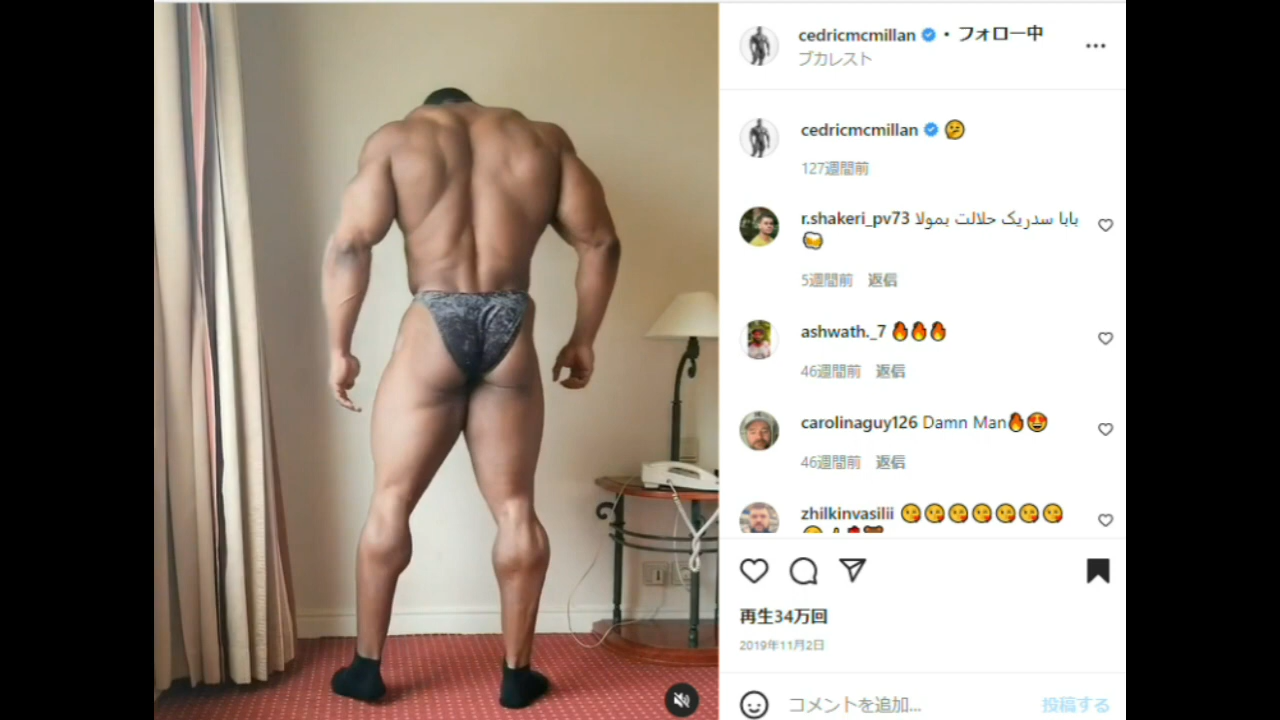 cedricmcmillan • フォロー中
ブカレスト
cedricmcmillan 🫤
127週間前
r.shakeri_pv73 بابا سدریک حلالت بمولا
🍻
5週間前 返信
ashwath._7 🔥🔥🔥
46週間前 返信
carolinaguy126 Damn Man🔥😍
46週間前 返信
zhilkinvasilii 😘😘😘😘😘😘😘
再生34万回
2019年11月2日
コメントを追加...
投稿する